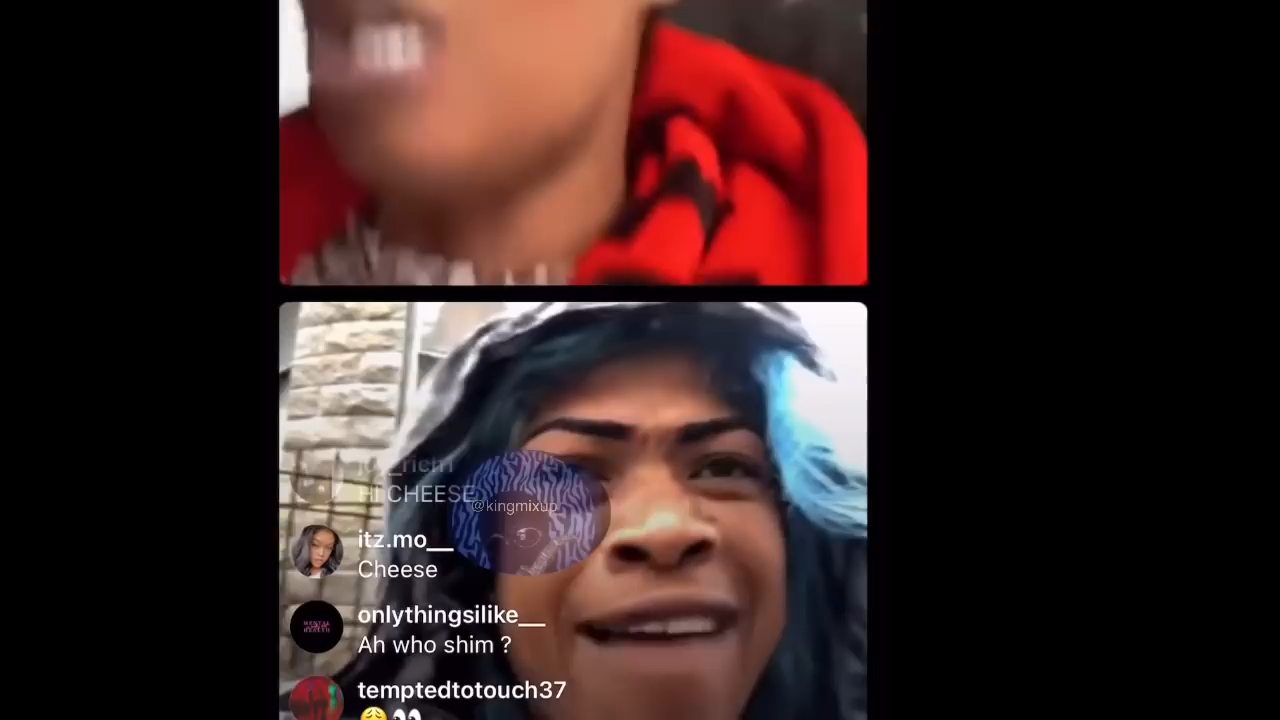 HI CHEESE
@kingmixup
itz.mo__
Cheese
onlythingsilike__
Ah who shim ?
temptedtotouch37
😩👀